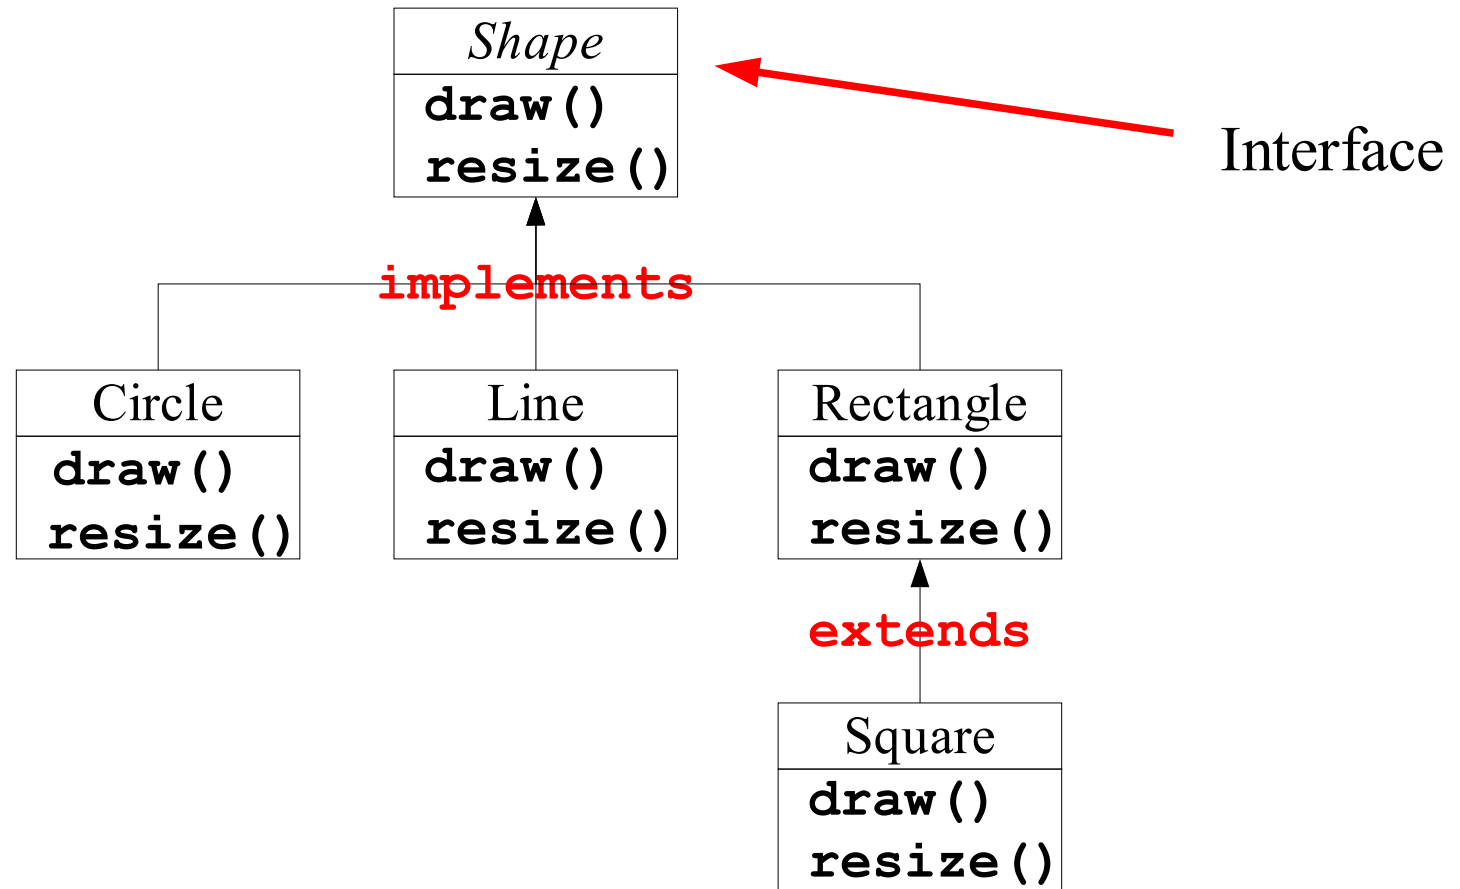 Shape
draw()
resize()
Interface
implements
Circle
draw()
resize()
Line
draw()
resize()
Rectangle
draw()
resize()
extends
Square
draw()
resize()